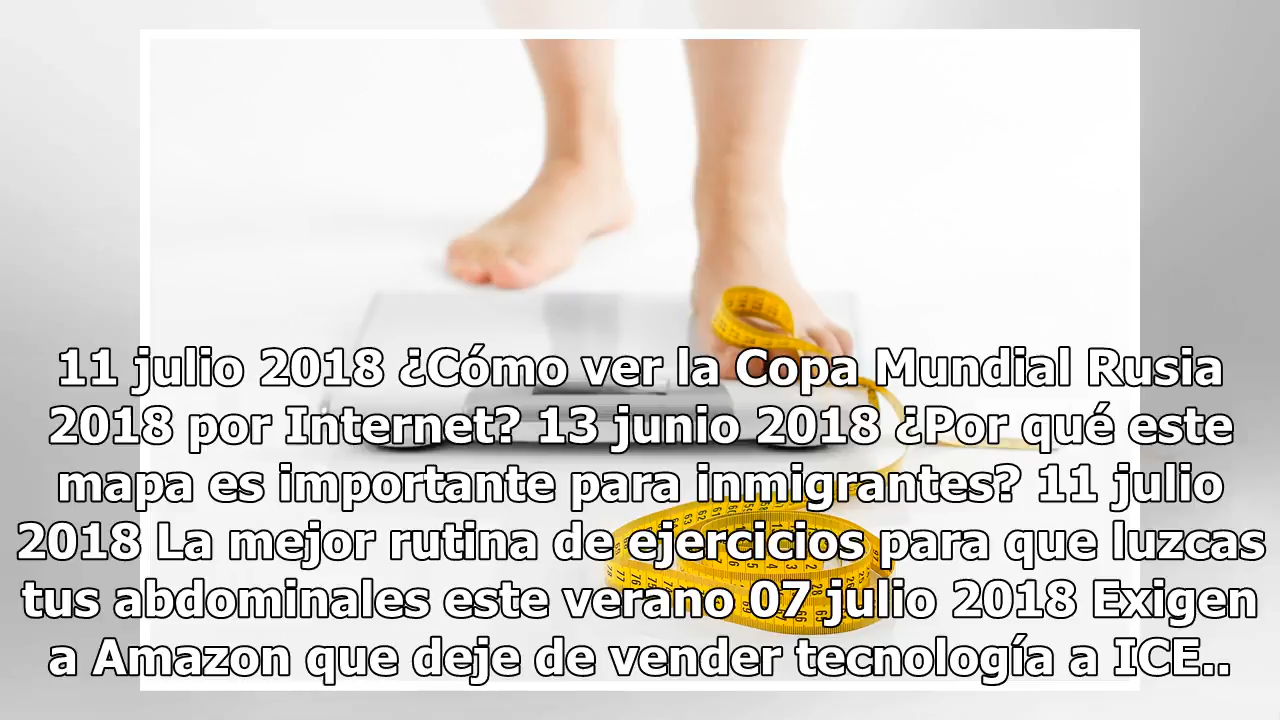 11 julio 2018 ¿Cómo ver la Copa Mundial Rusia
2018 por Internet? 13 junio 2018 ¿Por qué este
mapa es importante para inmigrantes? 11 julio
2018 La mejor rutina de ejercicios para que luzcas
tus abdominales este verano 07 julio 2018 Exigen
a Amazon que deje de vender tecnología a ICE..